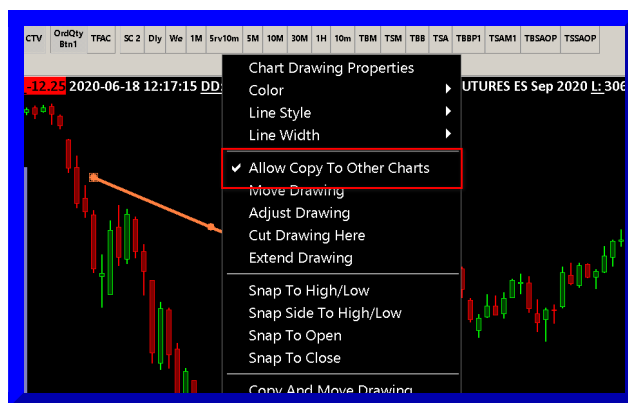 CTV OrdQty Btn1 TFAC SC 2 Dly We 1M 5rv10m 5M 10M 30M 1H 10m TBM TSM TBB TSA TBBP1 TSAM1 TBSAOP TSSAOP
-12.25 2020-06-18 12:17:15 DD: UTURES ES Sep 2020 L: 306
Chart Drawing Properties
Color
Line Style
Line Width
Allow Copy To Other Charts
Move Drawing
Adjust Drawing
Cut Drawing Here
Extend Drawing
Snap To High/Low
Snap Side To High/Low
Snap To Open
Snap To Close
Copy And Move Drawing